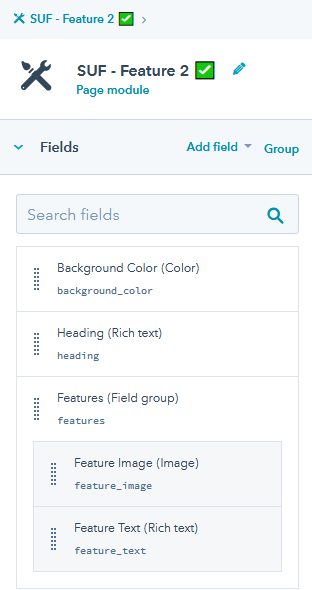 SUF - Feature 2 ✅
SUF - Feature 2 ✅
Page module
Fields Add field Group
Search fields
Background Color (Color)
background_color
Heading (Rich text)
heading
Features (Field group)
features
Feature Image (Image)
feature_image
Feature Text (Rich text)
feature_text